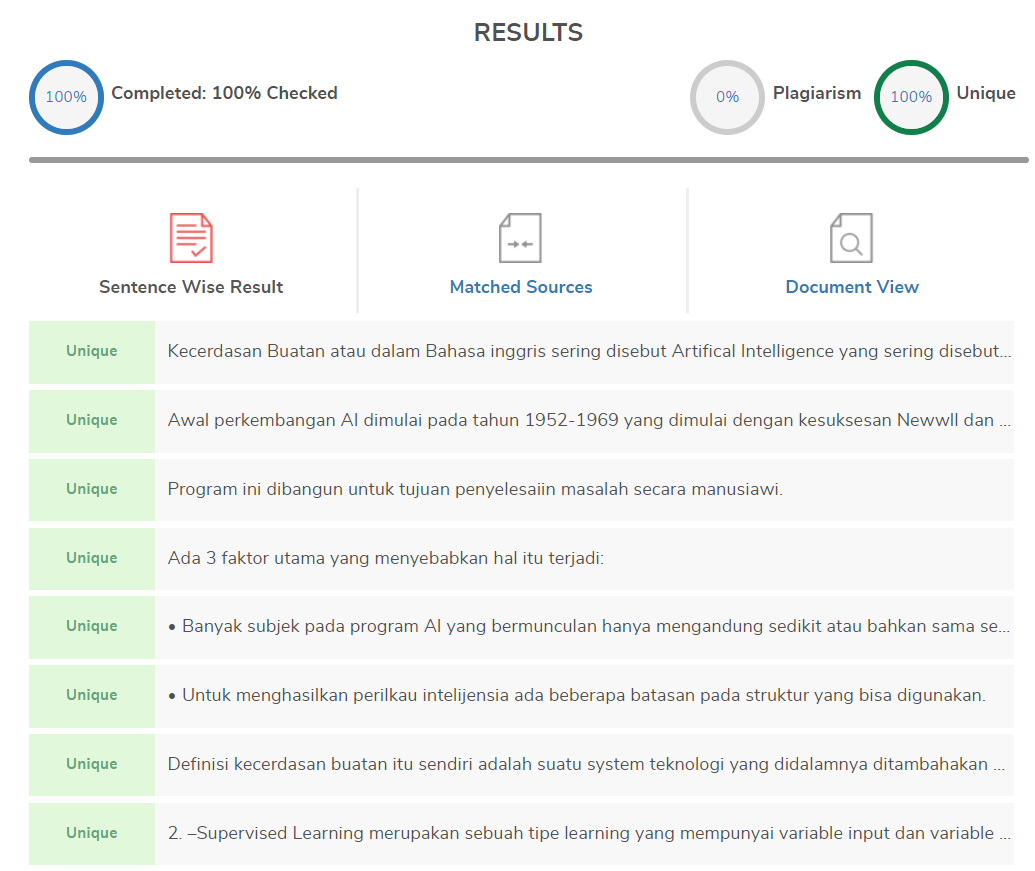 RESULTS
100% Completed: 100% Checked
0% Plagiarism 100% Unique
Sentence Wise Result
Matched Sources
Document View
Unique Kecerdasan Buatan atau dalam Bahasa inggris sering disebut Artifical Intelligence yang sering disebut...
Unique Awal perkembangan AI dimulai pada tahun 1952-1969 yang dimulai dengan kesuksesan Newwll dan ...
Unique Program ini dibangun untuk tujuan penyelesaiin masalah secara manusiawi.
Unique Ada 3 faktor utama yang menyebabkan hal itu terjadi:
Unique • Banyak subjek pada program AI yang bermunculan hanya mengandung sedikit atau bahkan sama se...
Unique • Untuk menghasilkan perilkau intelijensia ada beberapa batasan pada struktur yang bisa digunakan.
Unique Definisi kecerdasan buatan itu sendiri adalah suatu system teknologi yang didalamnya ditambahakan ...
Unique 2. –Supervised Learning merupakan sebuah tipe learning yang mempunyai variable input dan variable ...